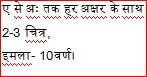 ए से अः तक हर अक्षर के साथ
2-3 चित्र,
इमला- 10वर्ण।